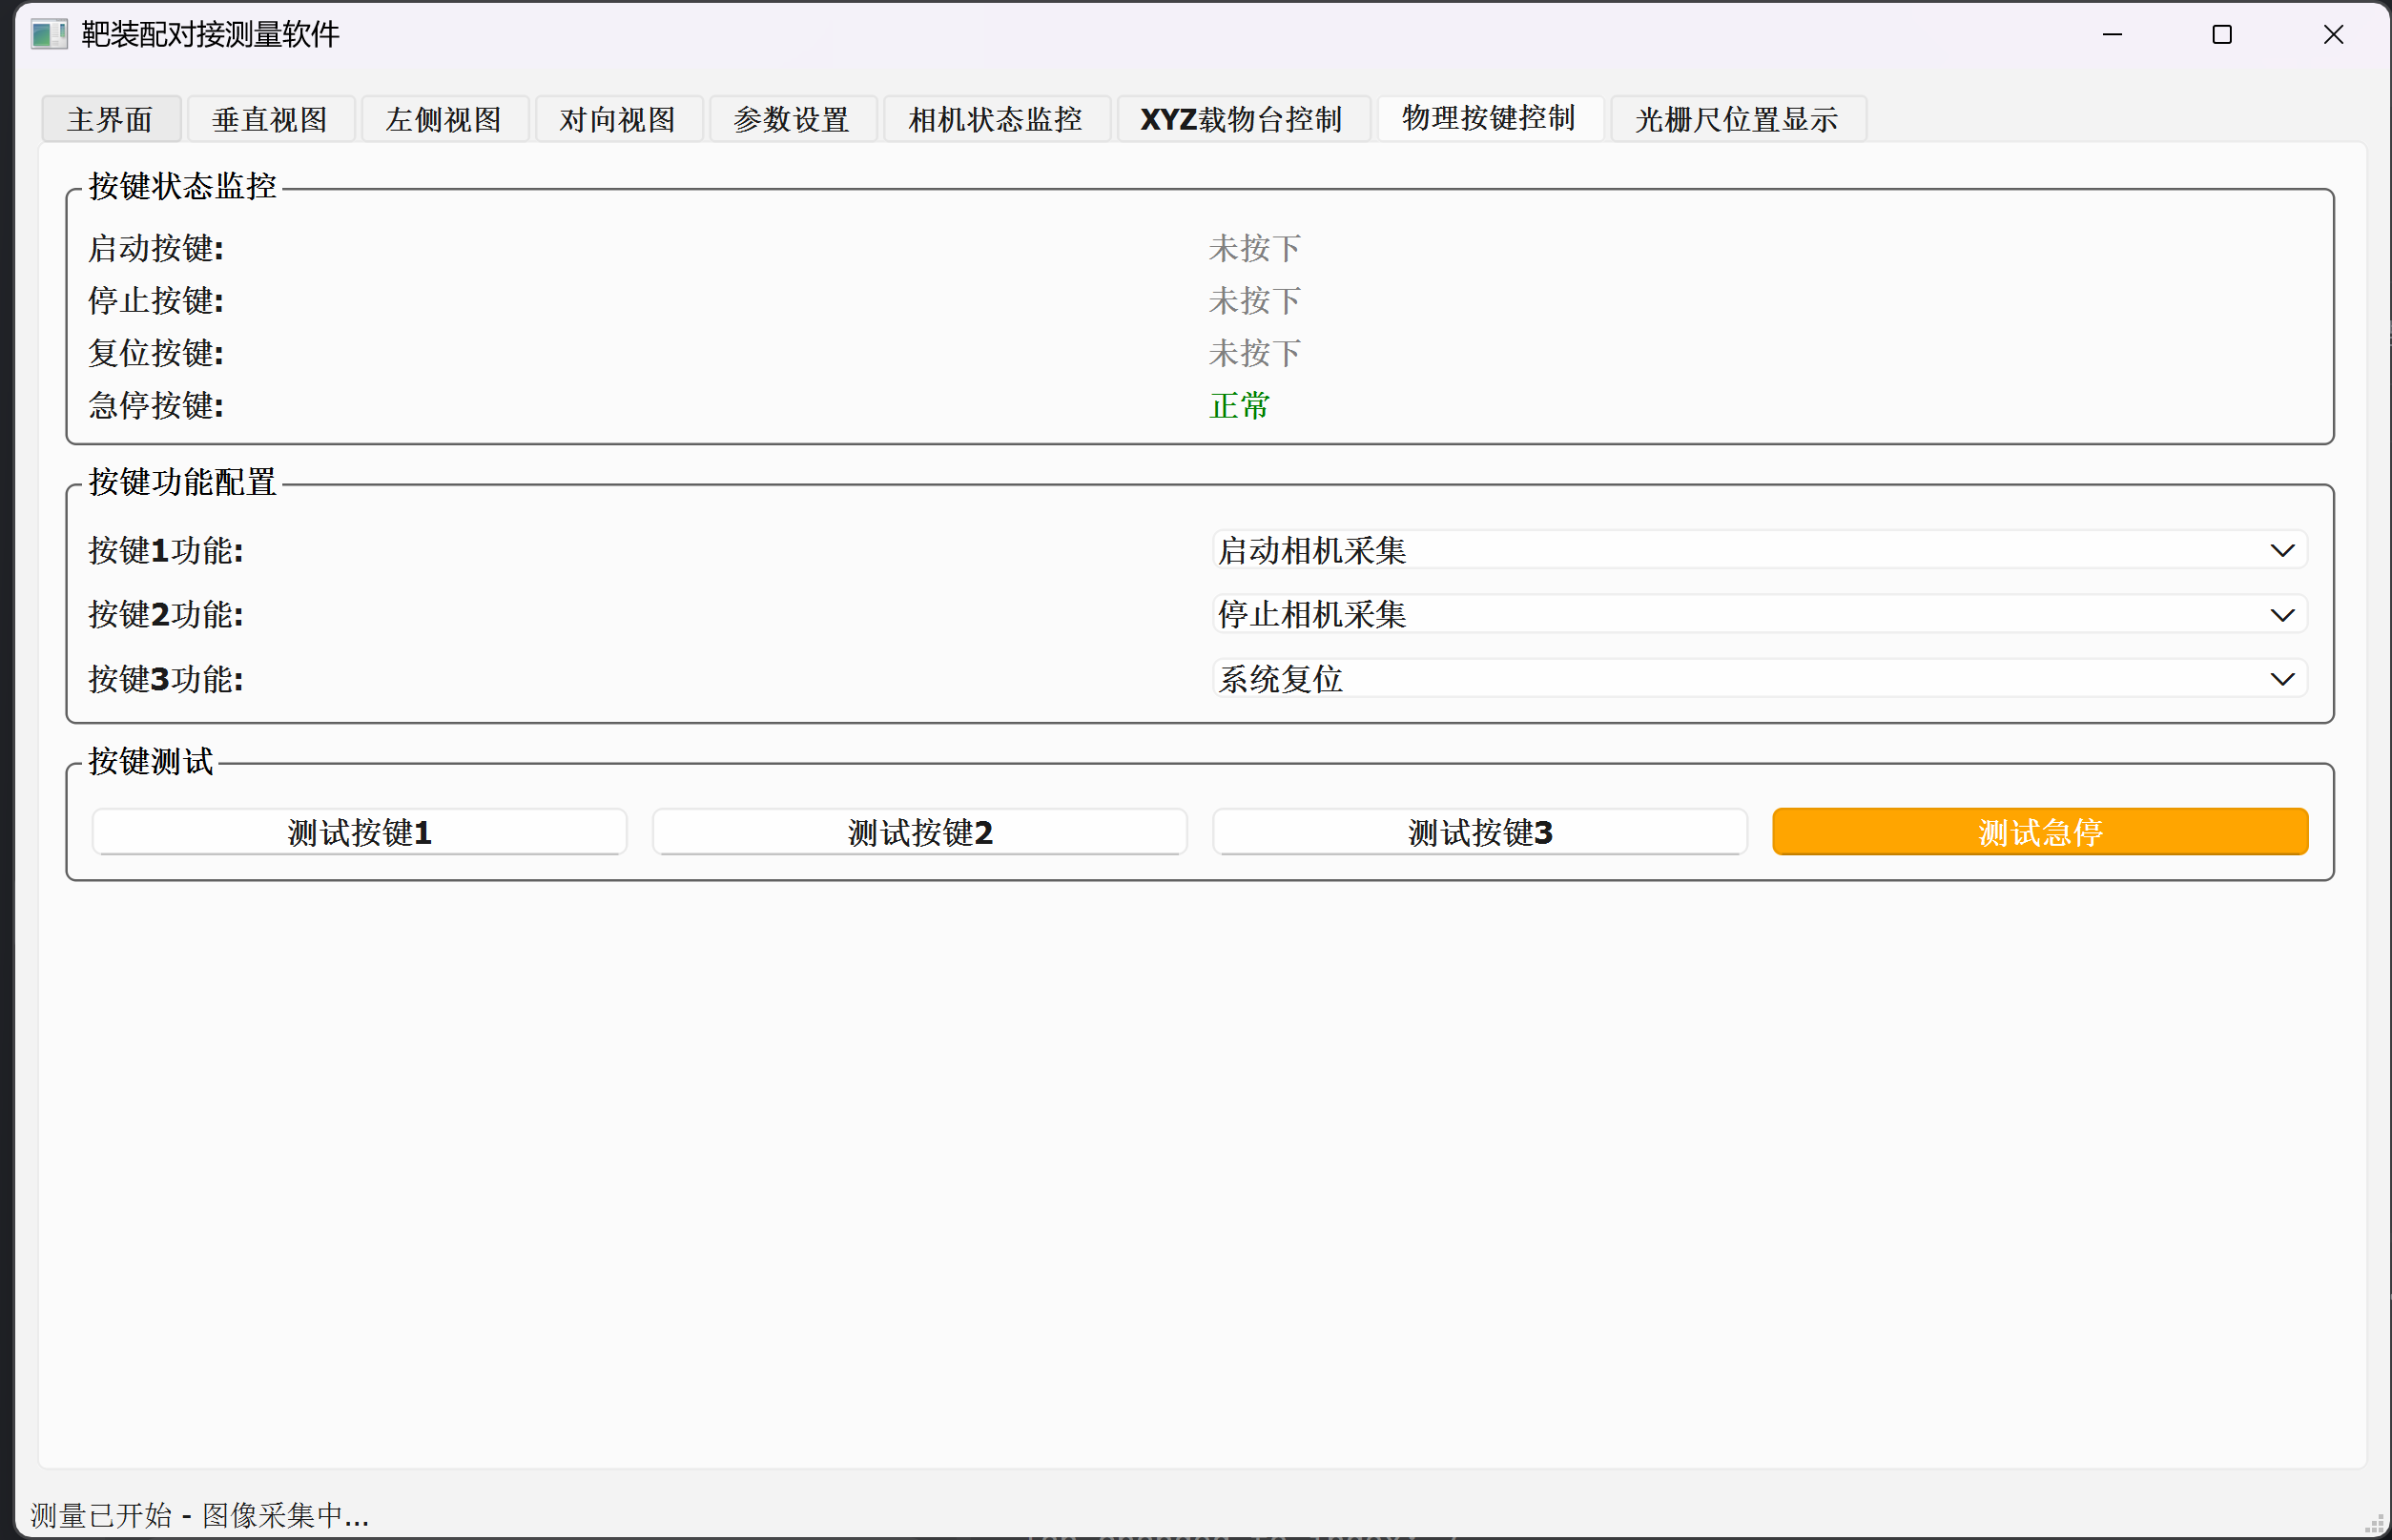 靶装配对接测量软件
主界面 垂直视图 左侧视图 对向视图 参数设置 相机状态监控 XYZ载物台控制 物理按键控制 光栅尺位置显示
按键状态监控
启动按键: 未按下
停止按键: 未按下
复位按键: 未按下
急停按键: 正常
按键功能配置
按键1功能: 启动相机采集
按键2功能: 停止相机采集
按键3功能: 系统复位
按键测试
测试按键1 测试按键2 测试按键3 测试急停
测量已开始 - 图像采集中...